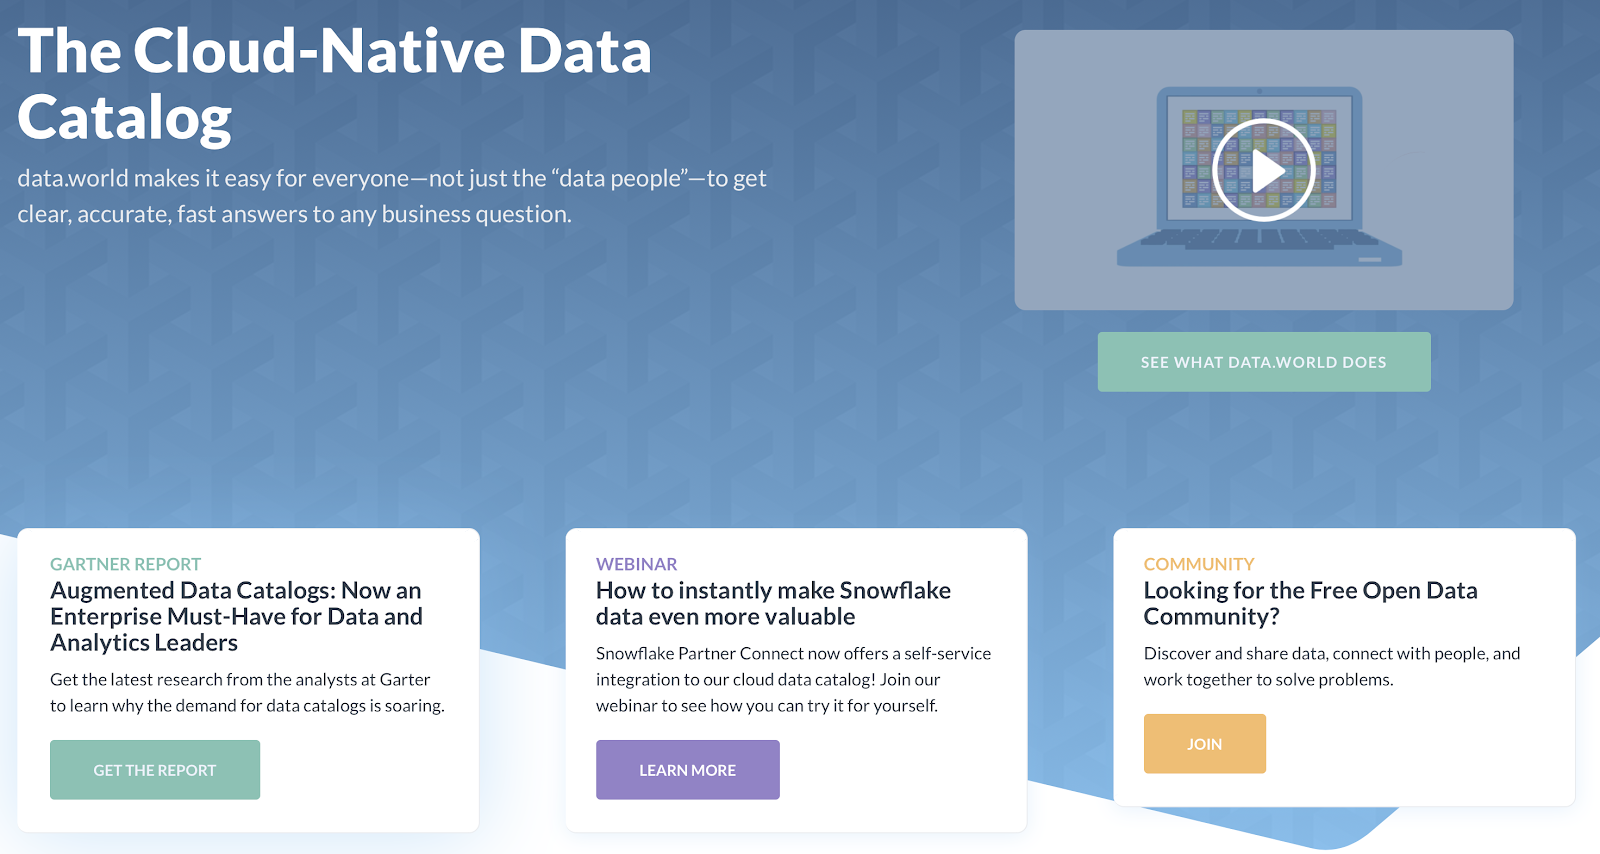 The Cloud-Native Data
Catalog
data.world makes it easy for everyone—not just the “data people”—to get
clear, accurate, fast answers to any business question.
SEE WHAT DATA.WORLD DOES
GARTNER REPORT
Augmented Data Catalogs: Now an
Enterprise Must-Have for Data and
Analytics Leaders
Get the latest research from the analysts at Garter
to learn why the demand for data catalogs is soaring.
GET THE REPORT
WEBINAR
How to instantly make Snowflake
data even more valuable
Snowflake Partner Connect now offers a self-service
integration to our cloud data catalog! Join our
webinar to see how you can try it for yourself.
LEARN MORE
COMMUNITY
Looking for the Free Open Data
Community?
Discover and share data, connect with people, and
work together to solve problems.
JOIN